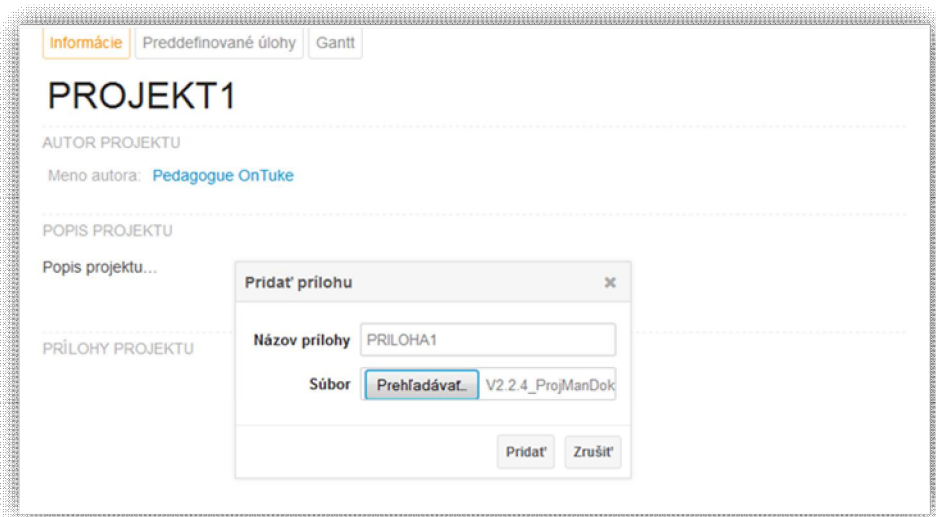 Informácie Preddefinované úlohy Gantt
PROJEKT1
AUTOR PROJEKTU
Meno autora: Pedagogue OnTuke
POPIS PROJEKTU
Popis projektu...
Pridať prílohu
PRÍLOHY PROJEKTU
Názov prílohy PRILOHA1
Súbor Prehľadávať... V2.2.4_ProjManDok
Pridať Zrušiť